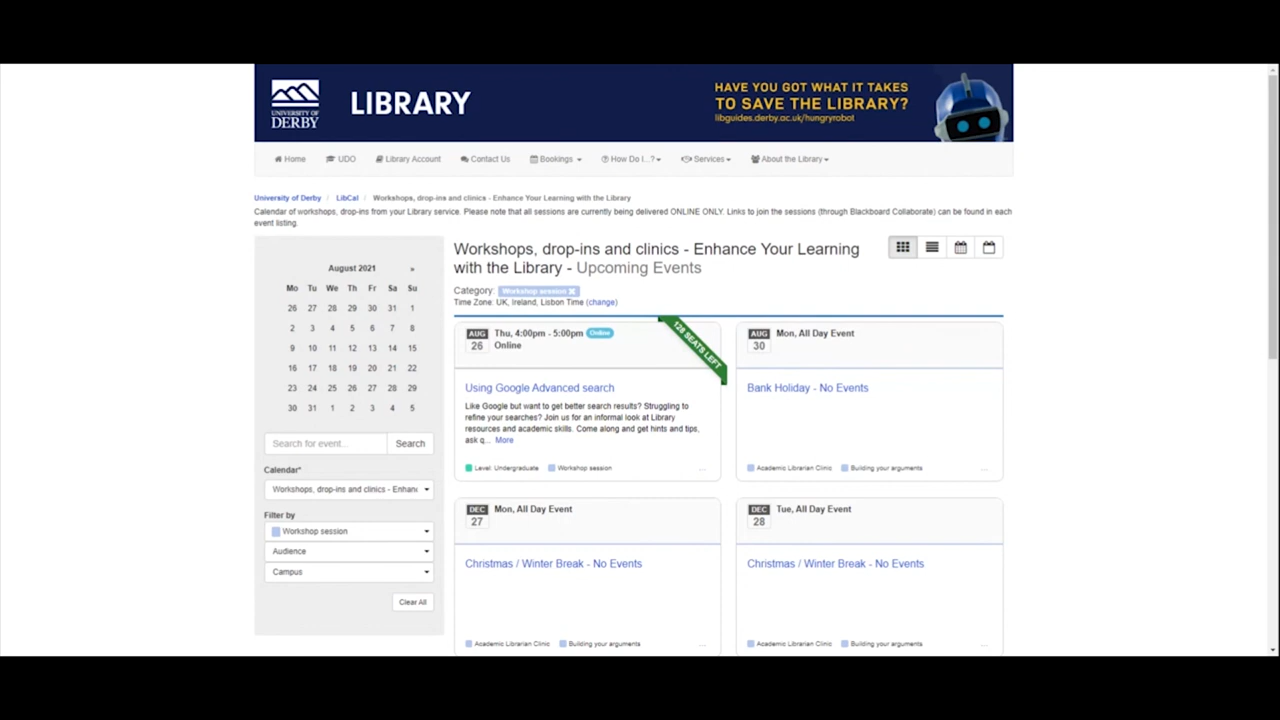 UNIVERSITY OF
DERBY
LIBRARY
HAVE YOU GOT WHAT IT TAKES
TO SAVE THE LIBRARY?
libguides.derby.ac.uk/hungryrobot
Home UDO Library Account Contact Us Bookings How Do I...? Services About the Library
University of Derby / LibCal / Workshops, drop-ins and clinics - Enhance Your Learning with the Library
Calendar of workshops, drop-ins from your Library service. Please note that all sessions are currently being delivered ONLINE ONLY. Links to join the sessions (through Blackboard Collaborate) can be found in each
event listing.
August 2021 »
Mo Tu We Th Fr Sa Su
26 27 28 29 30 31 1
2 3 4 5 6 7 8
9 10 11 12 13 14 15
16 17 18 19 20 21 22
23 24 25 26 27 28 29
30 31 1 2 3 4 5
Search for event... Search
Calendar*
Workshops, drop-ins and clinics - Enhan
Filter by
Workshop session
Audience
Campus
Clear All
Workshops, drop-ins and clinics - Enhance Your Learning
with the Library - Upcoming Events
Category: Workshop session ✖
Time Zone: UK, Ireland, Lisbon Time (change)
AUG 26
Thu, 4:00pm - 5:00pm Online
Online
128 SEATS LEFT
Using Google Advanced search
Like Google but want to get better search results? Struggling to
refine your searches? Join us for an informal look at Library
resources and academic skills. Come along and get hints and tips,
ask q... More
Level: Undergraduate Workshop session ...
AUG 30
Mon, All Day Event
Bank Holiday - No Events
Academic Librarian Clinic Building your arguments ...
DEC 27
Mon, All Day Event
Christmas / Winter Break - No Events
Academic Librarian Clinic Building your arguments ...
DEC 28
Tue, All Day Event
Christmas / Winter Break - No Events
Academic Librarian Clinic Building your arguments ...